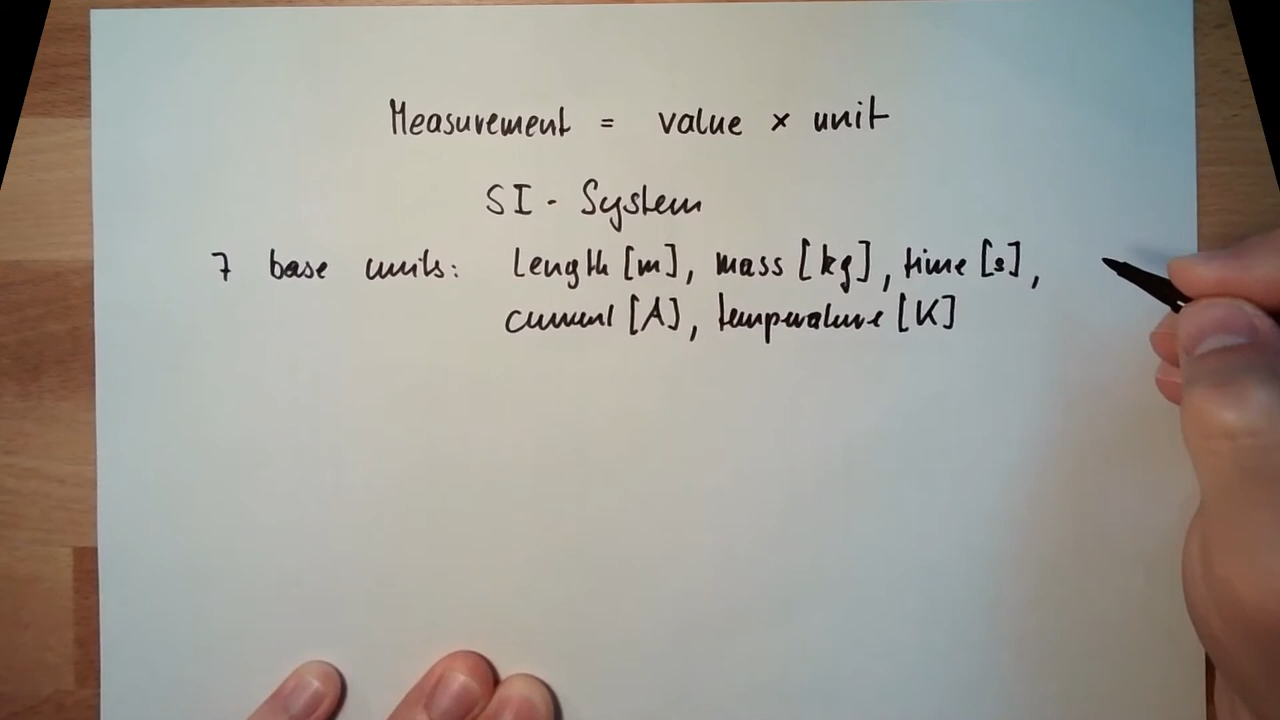 Measurement = value × unit
SI - System
7 base units: Length [m], mass [kg], time [s],
current [A], temperature [K]